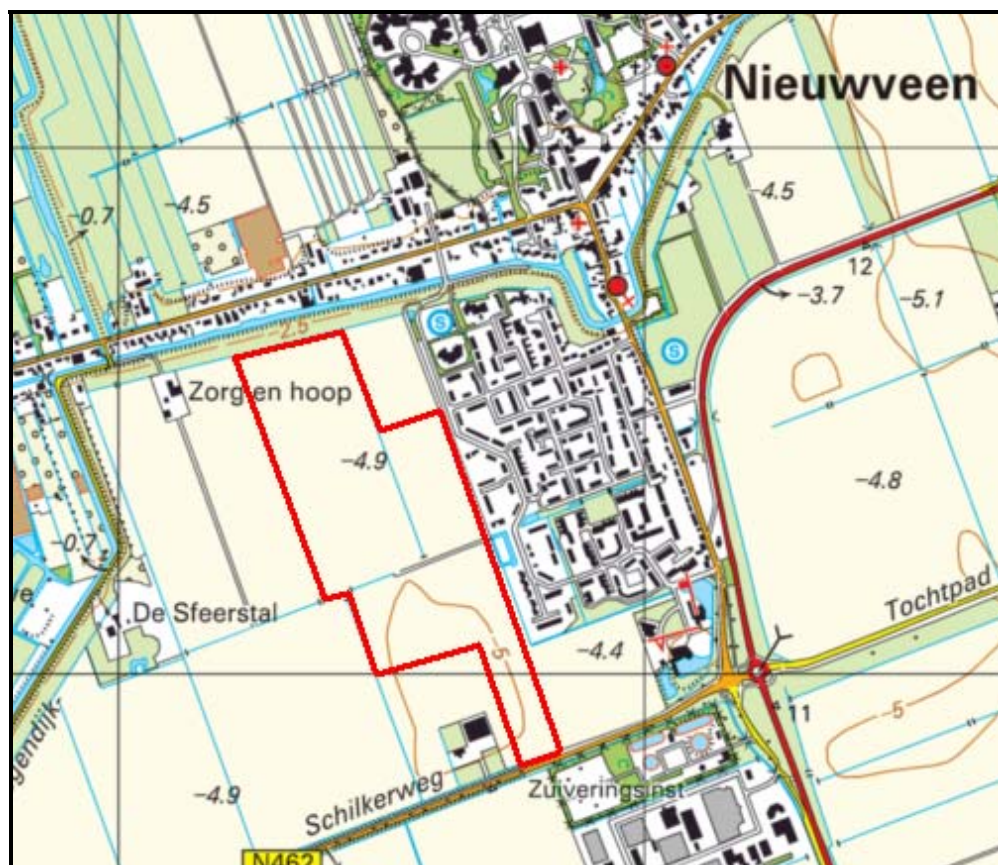 Nieuwveen
-0.7
-4.5
-4.5
12
-3.7
-5.1
S
-2.5
S
Zorg en hoop
-4.9
-4.8
-0.7
De Sfeerstal
Tochtpad
-5
-4.4
11
-5
gendijk
-4.9
Schilkerweg
Zuiveringsinst
N462